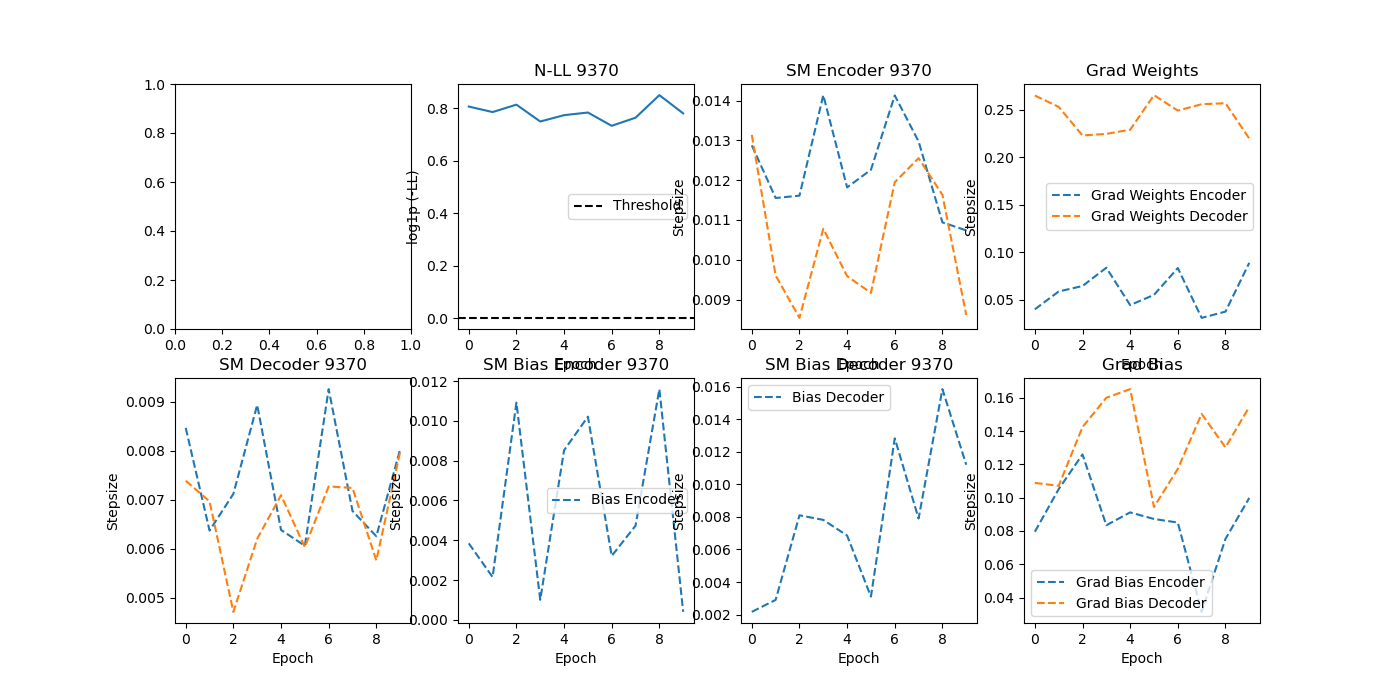 N-LL 9370
SM Encoder 9370
Grad Weights
1.0
0.8
0.6
0.4
0.2
0.0
0.0 0.2 0.4 0.6 0.8 1.0
log1p (-LL)
0.8
0.6
0.4
0.2
0.0
Threshold
0 2 4 6 8
Epoch
Stepsize
0.014
0.013
0.012
0.011
0.010
0.009
0 2 4 6 8
Epoch
Stepsize
0.25
0.20
0.15
0.10
0.05
Grad Weights Encoder
Grad Weights Decoder
0 2 4 6 8
Epoch
SM Decoder 9370
SM Bias Encoder 9370
SM Bias Decoder 9370
Grad Bias
Stepsize
0.009
0.008
0.007
0.006
0.005
0 2 4 6 8
Epoch
Stepsize
0.012
0.010
0.008
0.006
0.004
0.002
0.000
Bias Encoder
0 2 4 6 8
Epoch
Stepsize
0.016
0.014
0.012
0.010
0.008
0.006
0.004
0.002
Bias Decoder
0 2 4 6 8
Epoch
Stepsize
0.16
0.14
0.12
0.10
0.08
0.06
0.04
Grad Bias Encoder
Grad Bias Decoder
0 2 4 6 8
Epoch